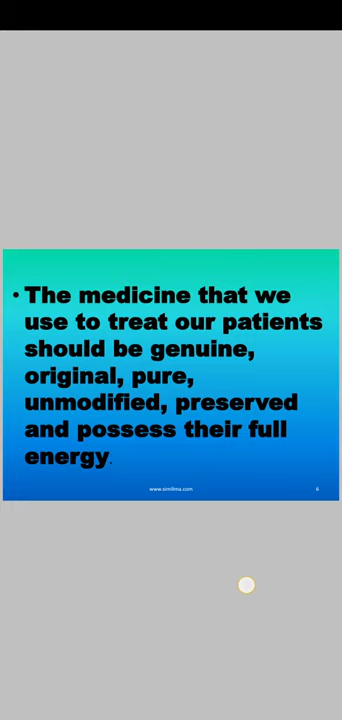 • The medicine that we
use to treat our patients
should be genuine,
original, pure,
unmodified, preserved
and possess their full
energy.
www.similima.com
6